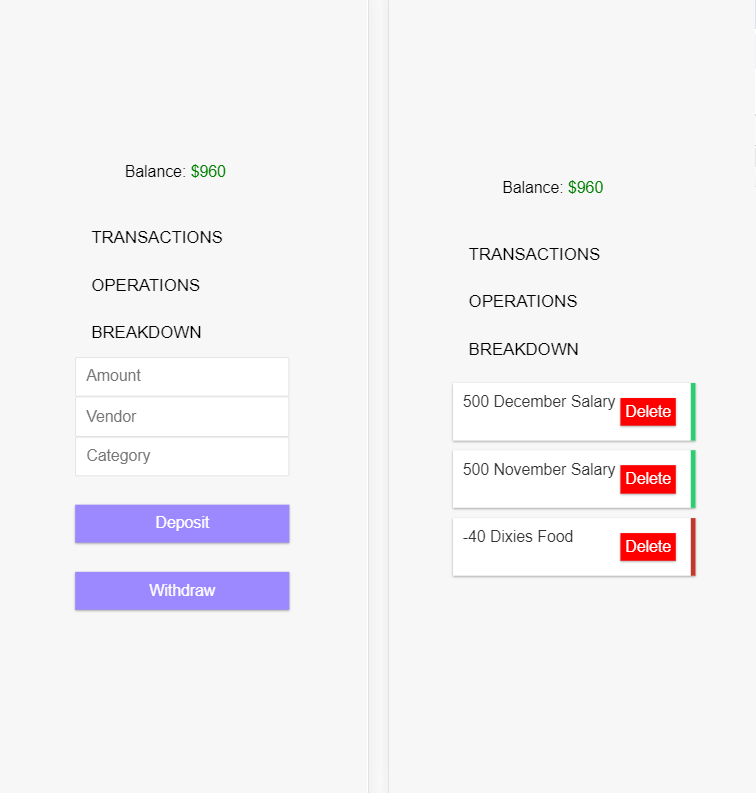 Balance: $960
TRANSACTIONS
OPERATIONS
BREAKDOWN
Amount
Vendor
Category
Deposit
Withdraw
Balance: $960
TRANSACTIONS
OPERATIONS
BREAKDOWN
500 December Salary Delete
500 November Salary Delete
-40 Dixies Food Delete